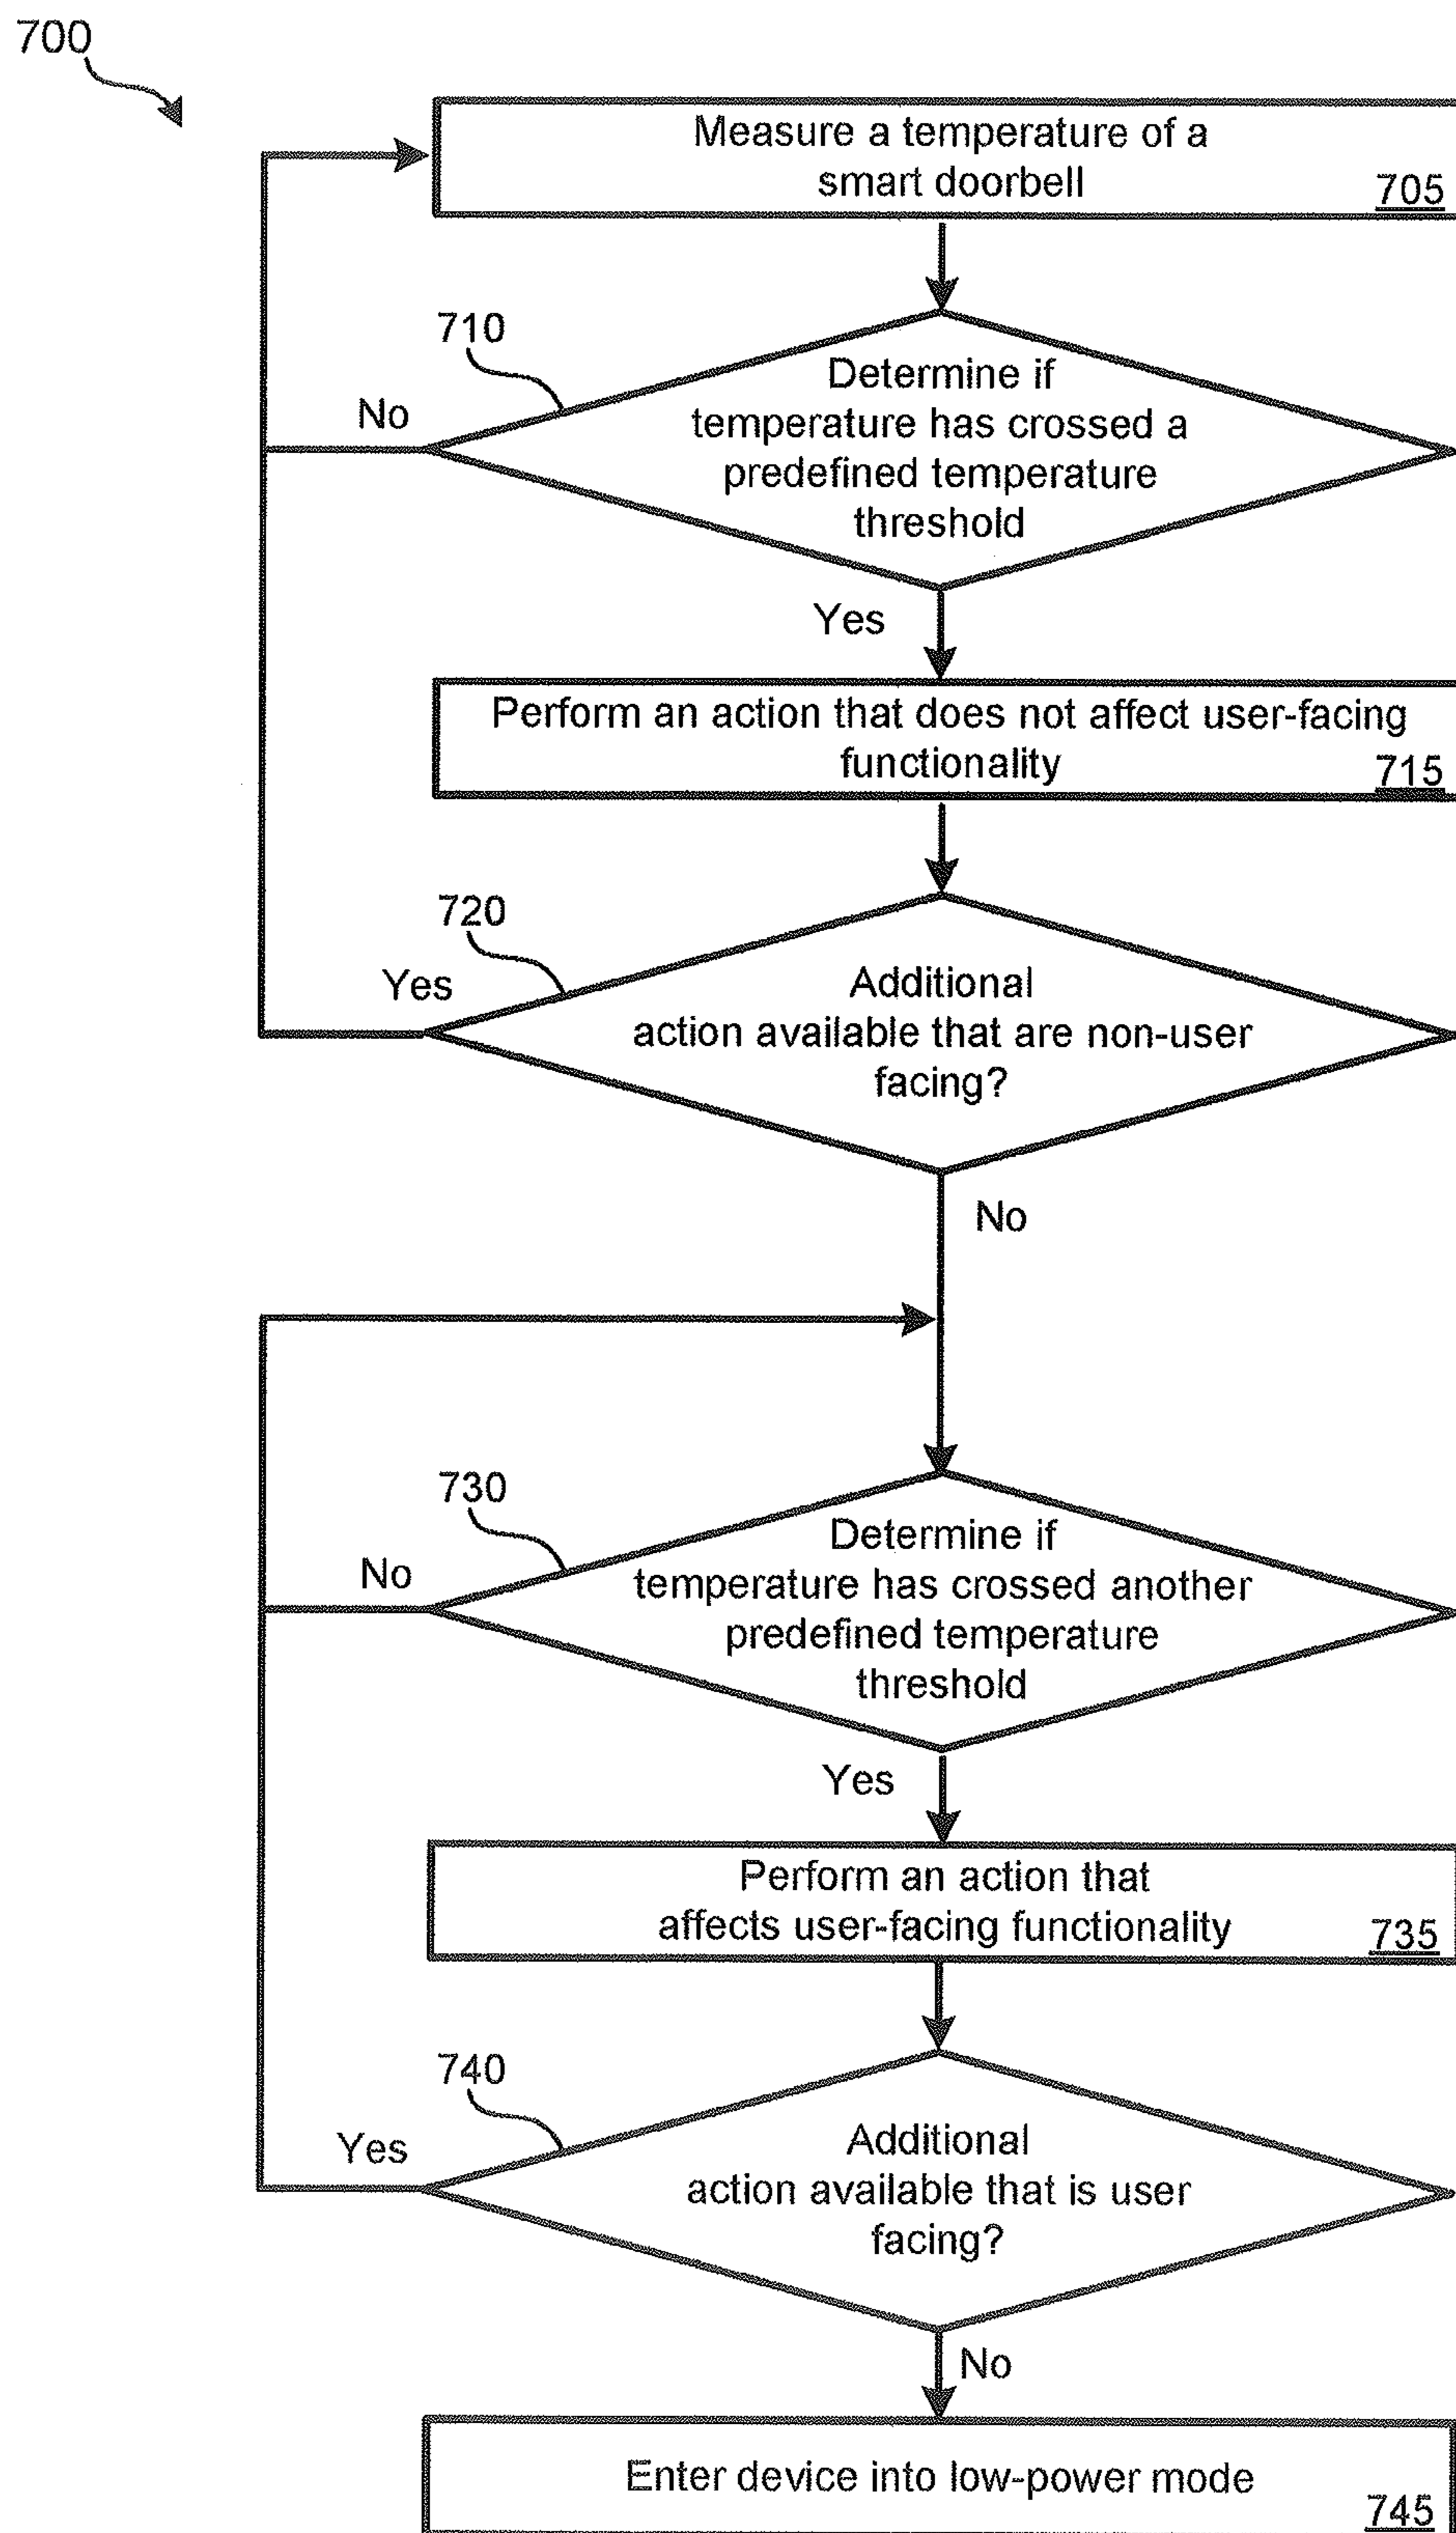 700
Measure a temperature of a
smart doorbell
705
710
No
Determine if
temperature has crossed a
predefined temperature
threshold
Yes
Perform an action that does not affect user-facing
functionality
715
720
Yes
Additional
action available that are non-user
facing?
No
730
No
Determine if
temperature has crossed another
predefined temperature
threshold
Yes
Perform an action that
affects user-facing functionality
735
740
Yes
Additional
action available that is user
facing?
No
Enter device into low-power mode
745